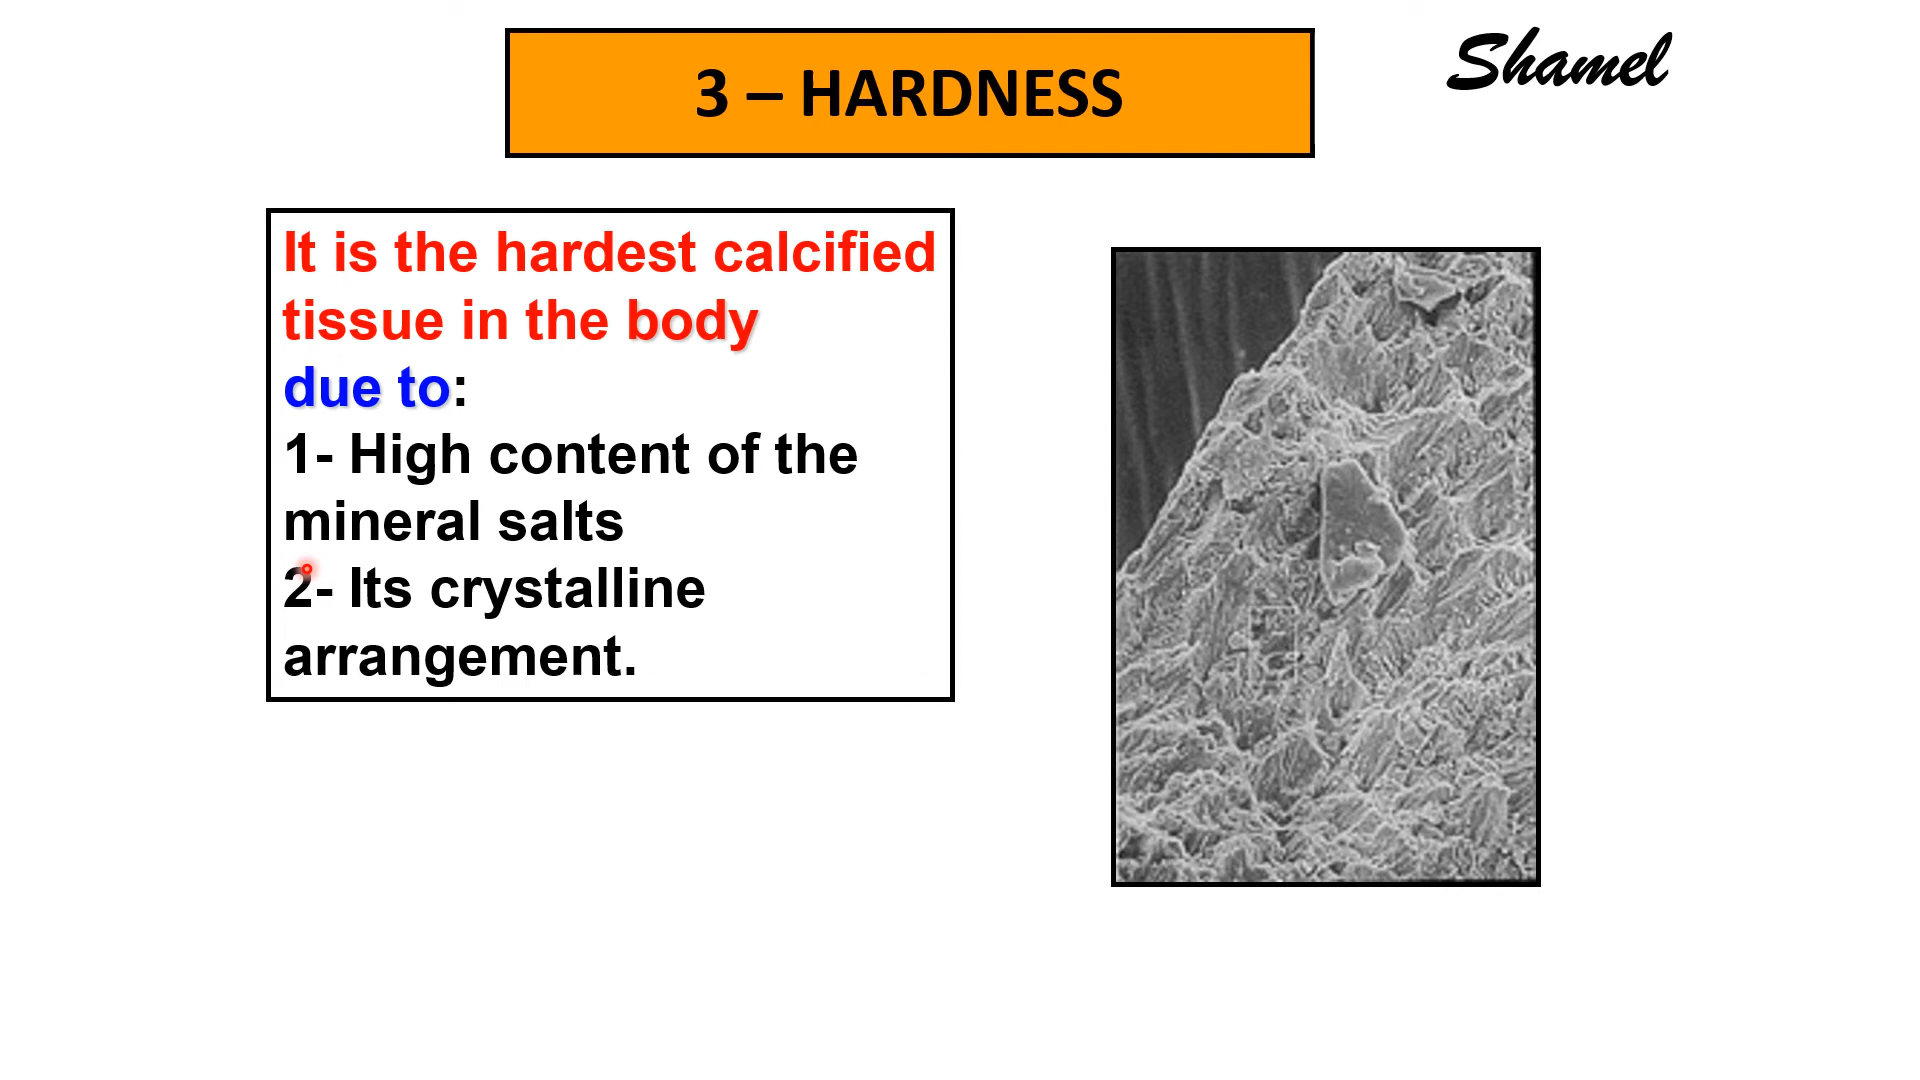 3 – HARDNESS
Shamel
It is the hardest calcified
tissue in the body
due to:
1- High content of the
mineral salts
2- Its crystalline
arrangement.